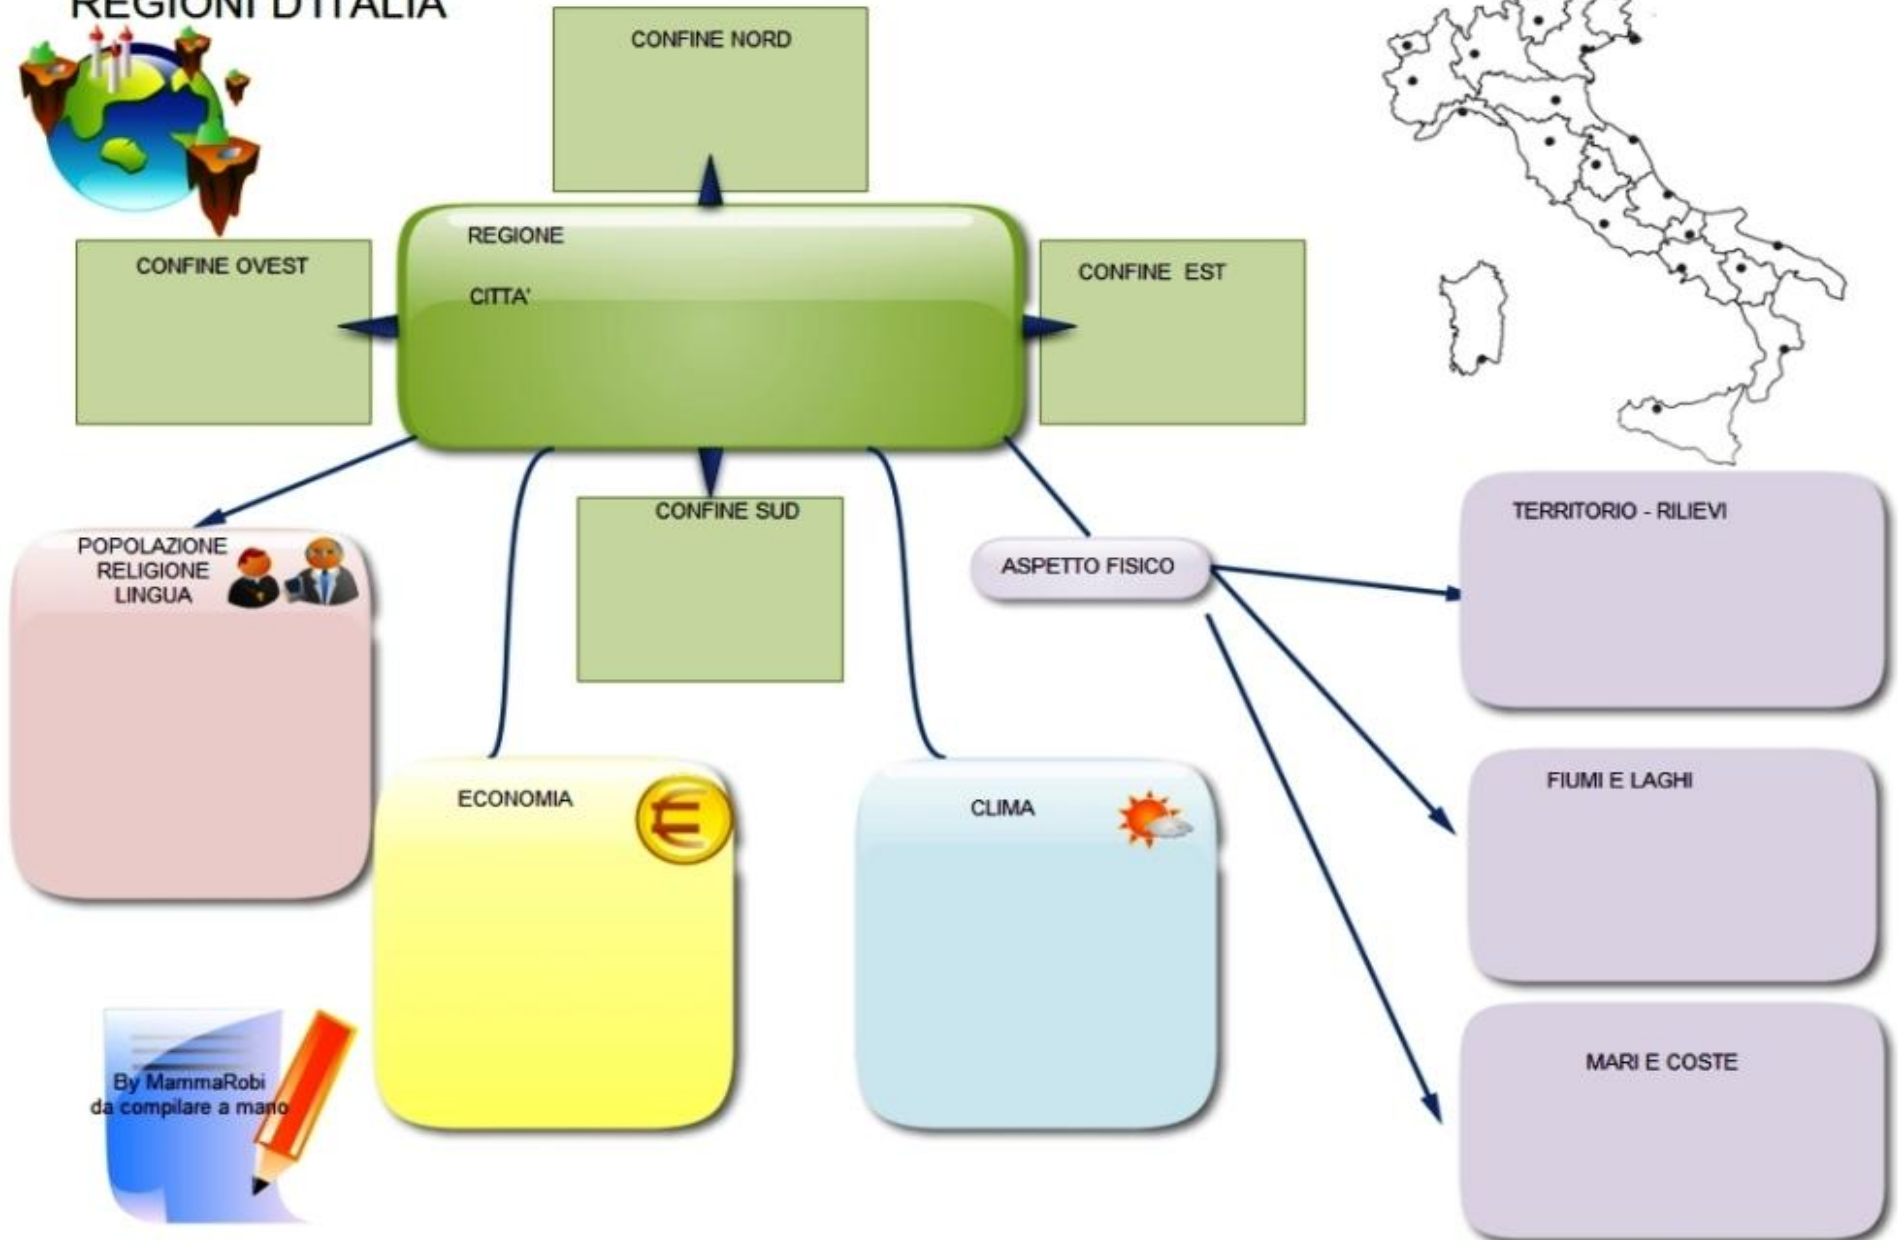 REGIONI D'ITALIA
CONFINE NORD
REGIONE
CITTA'
CONFINE OVEST
CONFINE EST
CONFINE SUD
POPOLAZIONE
RELIGIONE
LINGUA
ASPETTO FISICO
TERRITORIO - RILIEVI
ECONOMIA
CLIMA
FIUMI E LAGHI
MARI E COSTE
By MammaRobi
da compilare a mano